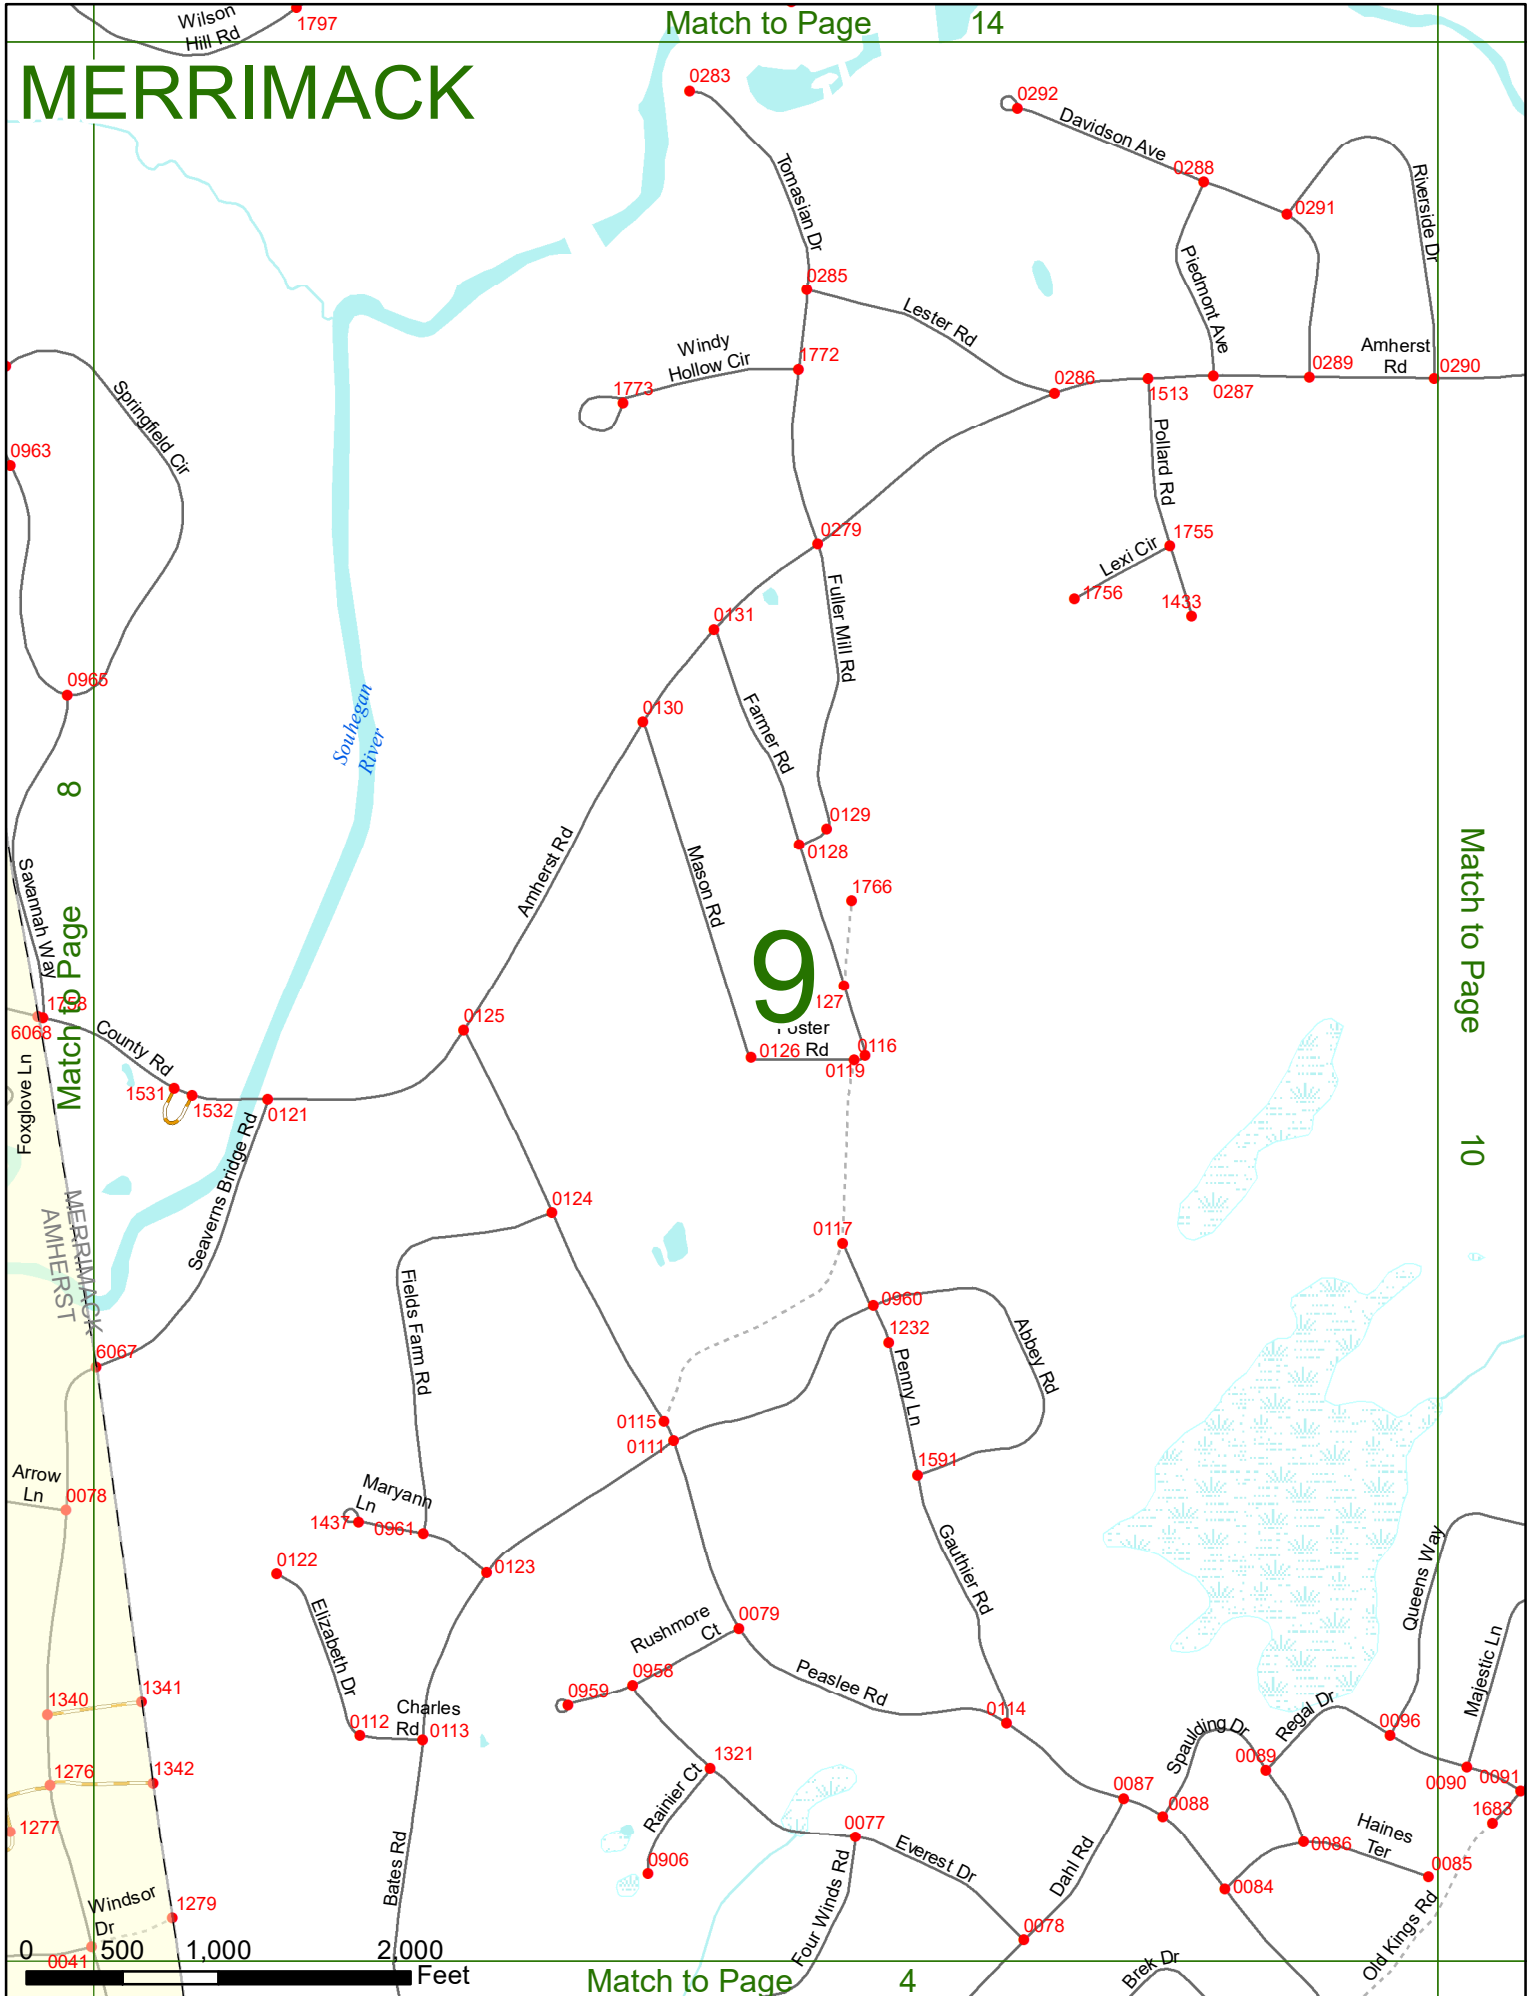 Wilson
Hill Rd
1797
Match to Page 14
MERRIMACK
0283
0292
Davidson Ave
0288
0291
Riverside Dr
Tomasian Dr
Piedmont Ave
0285
Lester Rd
Windy
Hollow Cir
1772
1773
0286
1513
0287
0289
Amherst
Rd
0290
Springfield Cir
0963
Pollard Rd
0279
1755
Lexi Cir
1756
1433
Fuller Mill Rd
0131
0965
0130
Farmer Rd
Souhegan
River
8
Match to Page
0129
0128
Amherst Rd
Mason Rd
1766
9
Match to Page
10
Savannah Way
127
1758
6068
County Rd
0125
Foster
Rd
0126
0116
0119
Foxglove Ln
1531
1532
0121
Seaverns Bridge Rd
MERRIMACK
AMHERST
0124
0117
Fields Farm Rd
0960
1232
Abbey Rd
Penny Ln
6067
0115
0111
1591
Arrow
Ln
0078
Maryann
Ln
1437
0961
0122
0123
Gauthier Rd
Queens Way
Elizabeth Dr
Rushmore
Ct
0079
0958
0959
Peaslee Rd
Majestic Ln
1340
1341
Charles
Rd
0112
0113
0114
Spaulding Dr
Regal Dr
0096
0089
0090
0091
1276
1342
1321
Rainier Ct
0087
0088
1683
1277
0077
Everest Dr
0906
Dahl Rd
0086
Haines
Ter
0085
0084
Bates Rd
Four Winds Rd
Windsor
Dr
1279
0041
0078
Brek Dr
Old Kings Rd
0 500 1,000 2,000
Feet
Match to Page 4